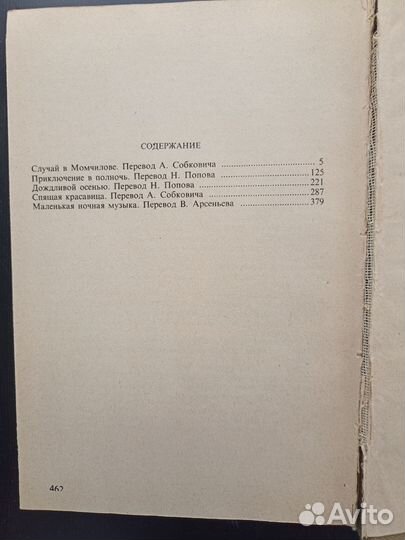 СОДЕРЖАНИЕ
Случай в Момчилове. Перевод А. Собковича ..................... 5
Приключение в полночь. Перевод Н. Попова ..................... 125
Дождливой осенью. Перевод Н. Попова ..................... 221
Спящая красавица. Перевод А. Собковича ..................... 287
Маленькая ночная музыка. Перевод В. Арсеньева ..................... 379
462
Avito